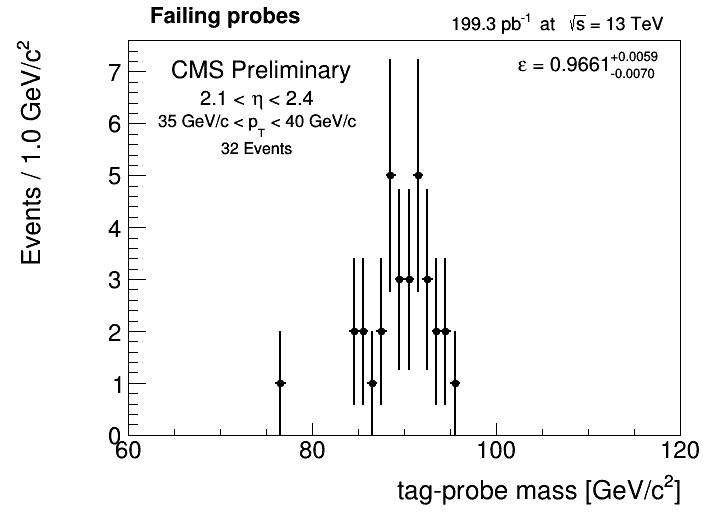 Failing probes
199.3 pb⁻¹ at √s = 13 TeV
CMS Preliminary
2.1 < η < 2.4
35 GeV/c < p_T < 40 GeV/c
32 Events
ε = 0.9661 +0.0059 -0.0070
Events / 1.0 GeV/c²
7
6
5
4
3
2
1
0
60 80 100 120
tag-probe mass [GeV/c²]